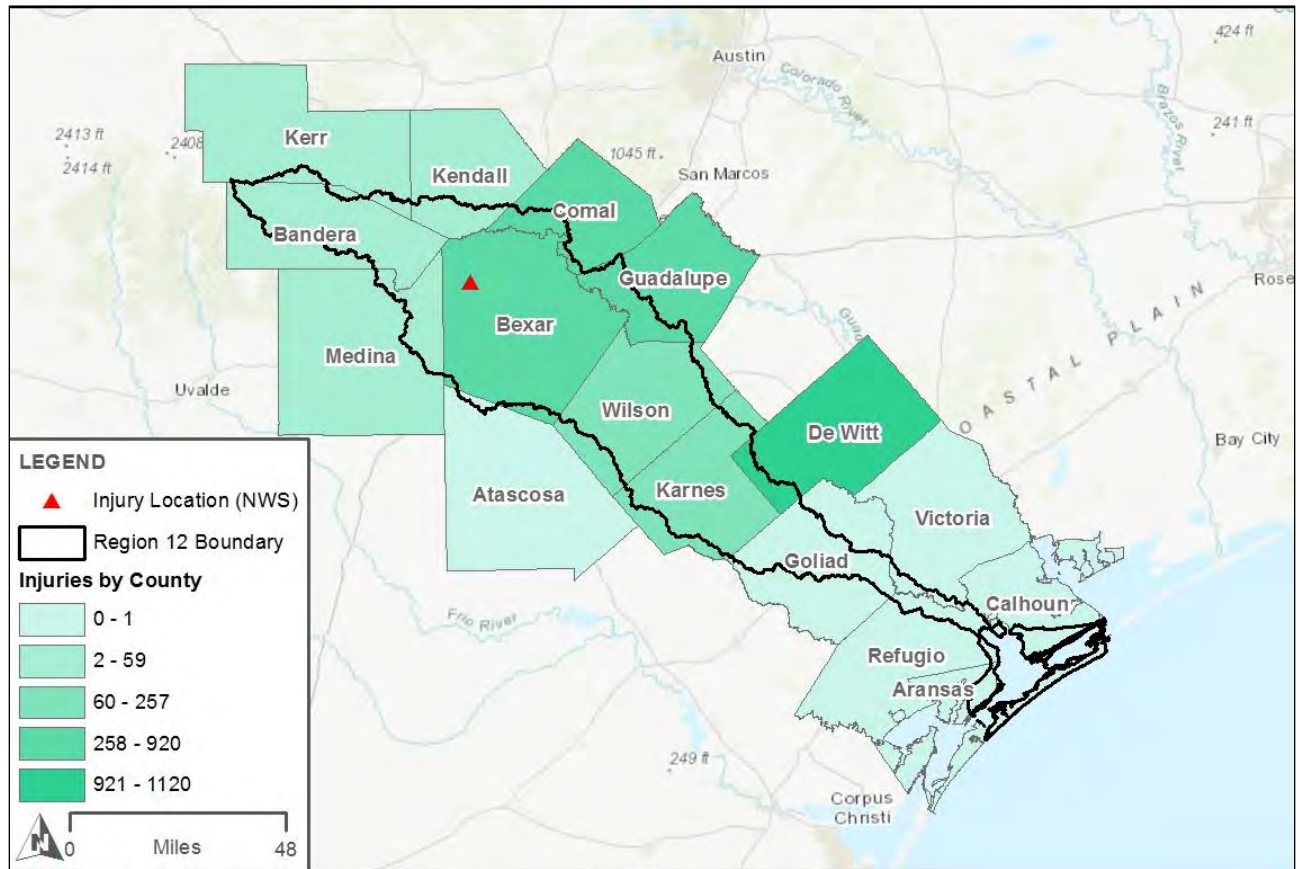 424 ft
Austin
Colorado River
Brazos River
241 ft
2413 ft
2408
2414 ft
Kerr
1045 ft
San Marcos
Kendall
Comal
Bandera
Guadalupe
Rose
Bexar
Guad
COASTAL PLAIN
Medina
Uvalde
Wilson
De Witt
Bay City
LEGEND
Injury Location (NWS)
Region 12 Boundary
Injuries by County
0 - 1
2 - 59
60 - 257
258 - 920
921 - 1120
N
0 Miles 48
Atascosa
Karnes
Victoria
Goliad
Calhoun
Frio River
Refugio
Aransas
249 ft
Corpus
Christi